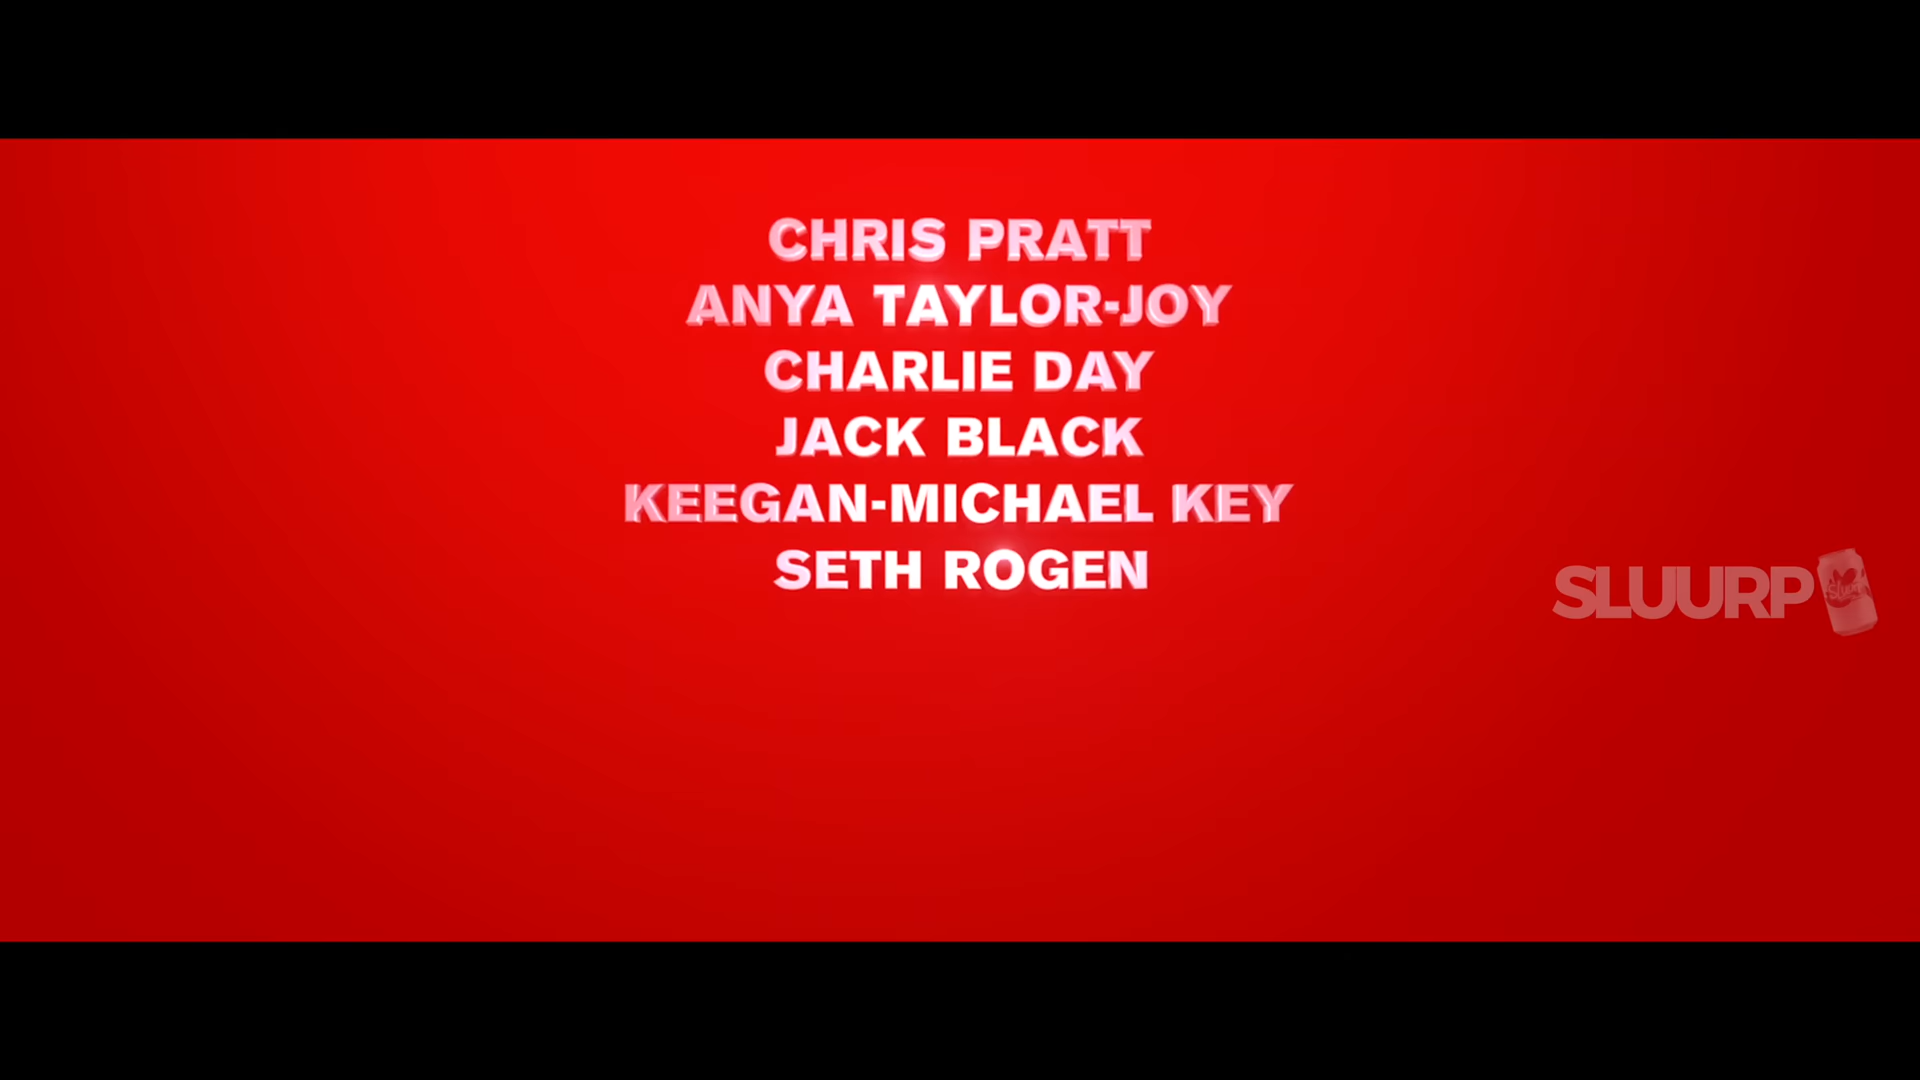 CHRIS PRATT
ANYA TAYLOR-JOY
CHARLIE DAY
JACK BLACK
KEEGAN-MICHAEL KEY
SETH ROGEN
SLUURP